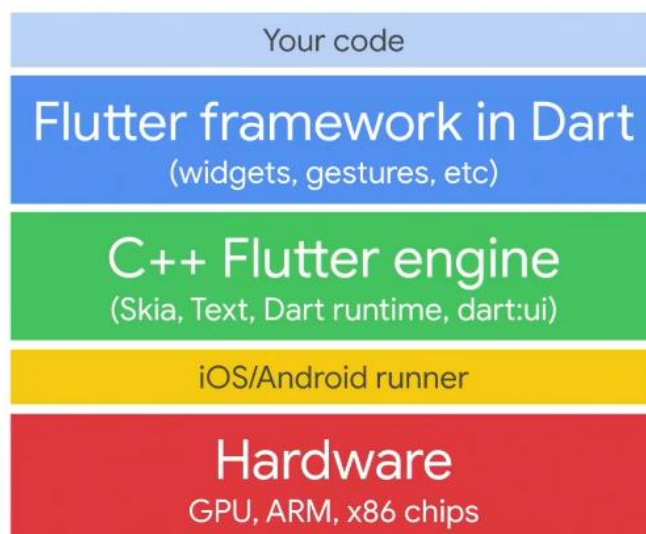 Your code
Flutter framework in Dart
(widgets, gestures, etc)
C++ Flutter engine
(Skia, Text, Dart runtime, dart:ui)
iOS/Android runner
Hardware
GPU, ARM, x86 chips